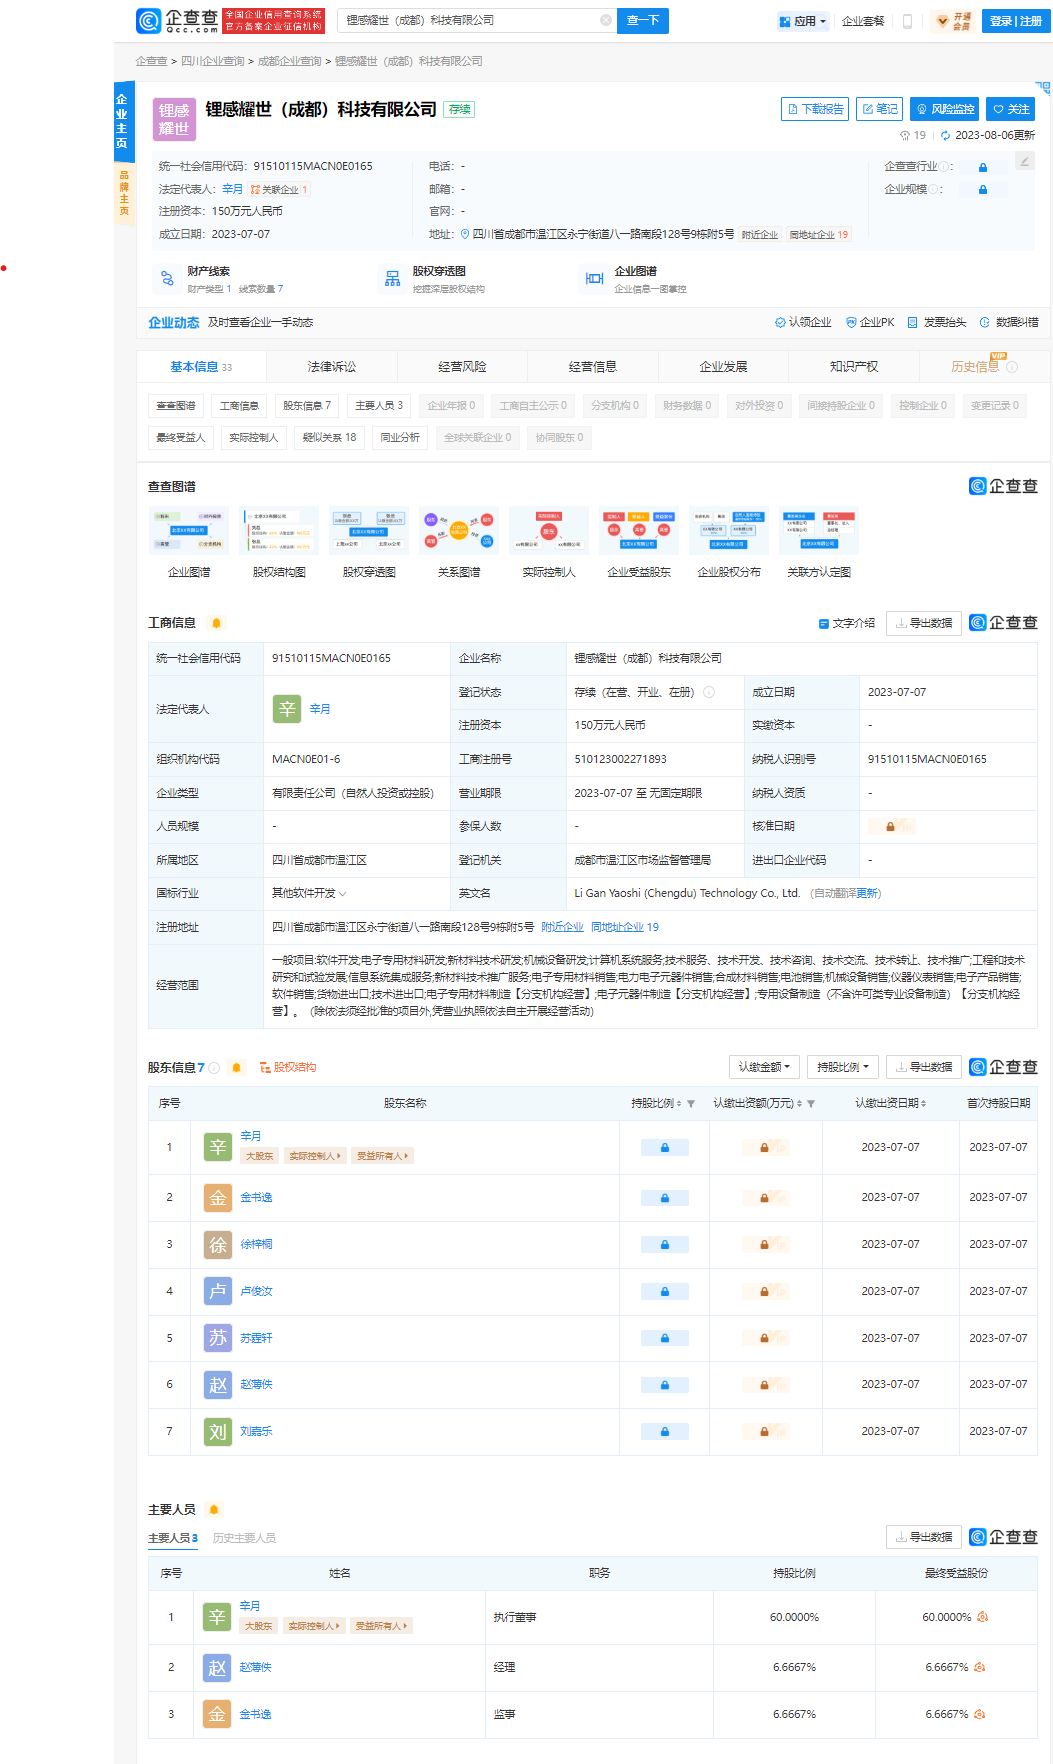 企查查 Qcc.com
全国企业信用查询系统
官方备案企业征信机构
锂感耀世（成都）科技有限公司 查一下
应用 企业套餐 开通会员 登录 | 注册
企查查 > 四川企业查询 > 成都企业查询 > 锂感耀世（成都）科技有限公司
企业主页
品牌主页
锂感耀世
锂感耀世（成都）科技有限公司 存续
下载报告 笔记 风险监控 关注
19 2023-08-06更新
统一社会信用代码：91510115MACN0E0165 电话：- 企查查行业：
法定代表人：辛月 关联企业 1 邮箱：- 企业规模：
注册资本：150万元人民币 官网：-
成立日期：2023-07-07 地址：四川省成都市温江区永宁街道八一路南段128号9栋附5号 附近企业 同地址企业 19
财产线索 股权穿透图 企业图谱
财产类型 1 线索数量 7 挖掘深层股权结构 企业信息一图掌控
企业动态 及时查看企业一手动态 认领企业 企业PK 发票抬头 数据纠错
基本信息 33 法律诉讼 经营风险 经营信息 企业发展 知识产权 历史信息 VIP
查查图谱 工商信息 股东信息 7 主要人员 3 企业年报 0 工商自主公示 0 分支机构 0 财务数据 0 对外投资 0 间接持股企业 0 控制企业 0 变更记录 0
最终受益人 实际控制人 疑似关系 18 同业分析 全球关联企业 0 协同股东 0
查查图谱 企查查
企业图谱 股权结构图 股权穿透图 关系图谱 实际控制人 企业受益股东 企业股权分布 关联方认定图
工商信息 文字介绍 导出数据 企查查
统一社会信用代码 91510115MACN0E0165 企业名称 锂感耀世（成都）科技有限公司
法定代表人 辛 辛月 登记状态 存续（在营、开业、在册） 成立日期 2023-07-07
注册资本 150万元人民币 实缴资本 -
组织机构代码 MACN0E01-6 工商注册号 510123002271893 纳税人识别号 91510115MACN0E0165
企业类型 有限责任公司（自然人投资或控股） 营业期限 2023-07-07 至 无固定期限 纳税人资质 -
人员规模 - 参保人数 - 核准日期
所属地区 四川省成都市温江区 登记机关 成都市温江区市场监督管理局 进出口企业代码 -
国标行业 其他软件开发 英文名 Li Gan Yaoshi (Chengdu) Technology Co., Ltd. （自动翻译更新）
注册地址 四川省成都市温江区永宁街道八一路南段128号9栋附5号 附近企业 同地址企业 19
经营范围 一般项目:软件开发;电子专用材料研发;新材料技术研发;机械设备研发;计算机系统服务;技术服务、技术开发、技术咨询、技术交流、技术转让、技术推广;工程和技术
研究和试验发展;信息系统集成服务;新材料技术推广服务;电子专用材料销售;电力电子元器件销售;合成材料销售;电池销售;机械设备销售;仪器仪表销售;电子产品销售;
软件销售;货物进出口;技术进出口;电子专用材料制造【分支机构经营】;电子元器件制造【分支机构经营】;专用设备制造（不含许可类专业设备制造）【分支机构经
营】。（除依法须经批准的项目外,凭营业执照依法自主开展经营活动）
股东信息 7 股权结构 认缴金额 持股比例 导出数据 企查查
序号 股东名称 持股比例 认缴出资额(万元) 认缴出资日期 首次持股日期
1 辛 辛月 2023-07-07 2023-07-07
大股东 实际控制人 受益所有人
2 金 金书逸 2023-07-07 2023-07-07
3 徐 徐梓桐 2023-07-07 2023-07-07
4 卢 卢俊汝 2023-07-07 2023-07-07
5 苏 苏霆轩 2023-07-07 2023-07-07
6 赵 赵薄佚 2023-07-07 2023-07-07
7 刘 刘嘉乐 2023-07-07 2023-07-07
主要人员
主要人员 3 历史主要人员 导出数据 企查查
序号 姓名 职务 持股比例 最终受益股份
1 辛 辛月 执行董事 60.0000% 60.0000%
大股东 实际控制人 受益所有人
2 赵 赵薄佚 经理 6.6667% 6.6667%
3 金 金书逸 监事 6.6667% 6.6667%